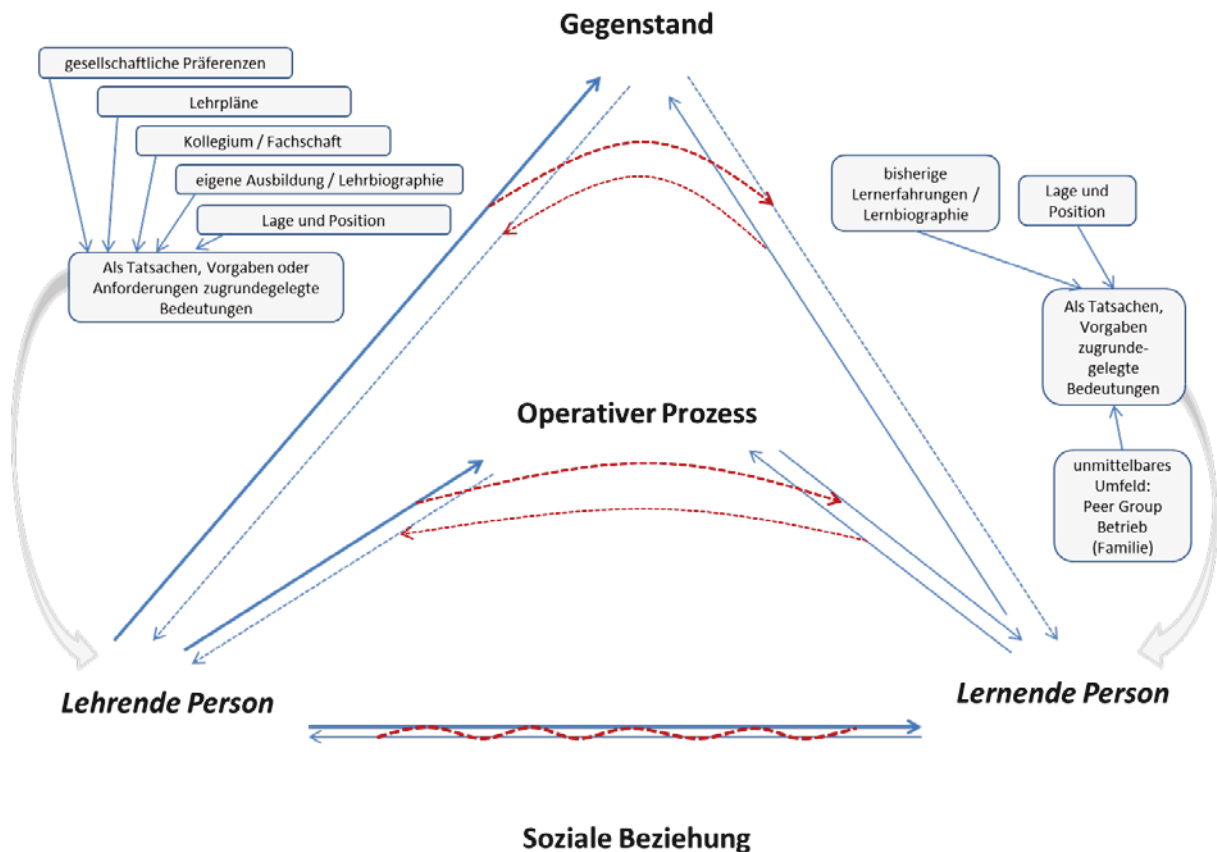 Gegenstand
gesellschaftliche Präferenzen
Lehrpläne
Kollegium / Fachschaft
eigene Ausbildung / Lehrbiographie
Lage und Position
Als Tatsachen, Vorgaben oder
Anforderungen zugrundegelegte
Bedeutungen
bisherige
Lernerfahrungen /
Lernbiographie
Lage und
Position
Als Tatsachen,
Vorgaben
zugrunde-
gelegte
Bedeutungen
unmittelbares
Umfeld:
Peer Group
Betrieb
(Familie)
Operativer Prozess
Lehrende Person
Lernende Person
Soziale Beziehung